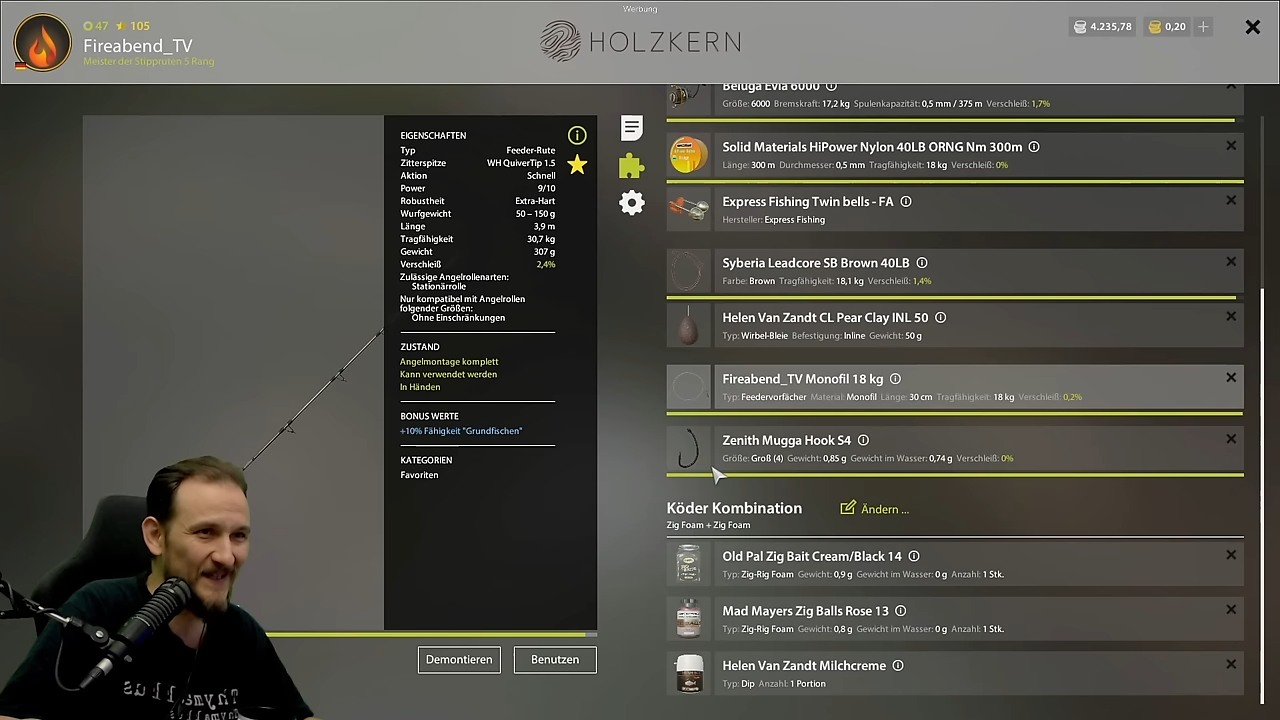 Werbung
47 105
Fireabend_TV
Meister der Stippruten 5 Rang
HOLZKERN
4.235,78
0,20
EIGENSCHAFTEN
Typ Feeder-Rute
Zitterspitze WH QuiverTip 1.5
Aktion Schnell
Power 9/10
Robustheit Extra-Hart
Wurfgewicht 50 – 150 g
Länge 3,9 m
Tragfähigkeit 30,7 kg
Gewicht 307 g
Verschleiß 2,4%
Zulässige Angelrollenarten:
Stationärrolle
Nur kompatibel mit Angelrollen
folgender Größen:
Ohne Einschränkungen
ZUSTAND
Angelmontage komplett
Kann verwendet werden
In Händen
BONUS WERTE
+10% Fähigkeit "Grundfischen"
KATEGORIEN
Favoriten
Demontieren
Benutzen
Beluga Evla 6000
Größe: 6000 Bremskraft: 17,2 kg Spulenkapazität: 0,5 mm / 375 m Verschleiß: 1,7%
Solid Materials HiPower Nylon 40LB ORNG Nm 300m
Länge: 300 m Durchmesser: 0,5 mm Tragfähigkeit: 18 kg Verschleiß: 0%
Express Fishing Twin bells - FA
Hersteller: Express Fishing
Syberia Leadcore SB Brown 40LB
Farbe: Brown Tragfähigkeit: 18,1 kg Verschleiß: 1,4%
Helen Van Zandt CL Pear Clay INL 50
Typ: Wirbel-Bleie Befestigung: Inline Gewicht: 50 g
Fireabend_TV Monofil 18 kg
Typ: Feedervorfächer Material: Monofil Länge: 30 cm Tragfähigkeit: 18 kg Verschleiß: 0,2%
Zenith Mugga Hook S4
Größe: Groß (4) Gewicht: 0,85 g Gewicht im Wasser: 0,74 g Verschleiß: 0%
Köder Kombination
Ändern ...
Zig Foam + Zig Foam
Old Pal Zig Bait Cream/Black 14
Typ: Zig-Rig Foam Gewicht: 0,9 g Gewicht im Wasser: 0 g Anzahl: 1 Stk.
Mad Mayers Zig Balls Rose 13
Typ: Zig-Rig Foam Gewicht: 0,8 g Gewicht im Wasser: 0 g Anzahl: 1 Stk.
Helen Van Zandt Milchcreme
Typ: Dip Anzahl: 1 Portion
Thymallus